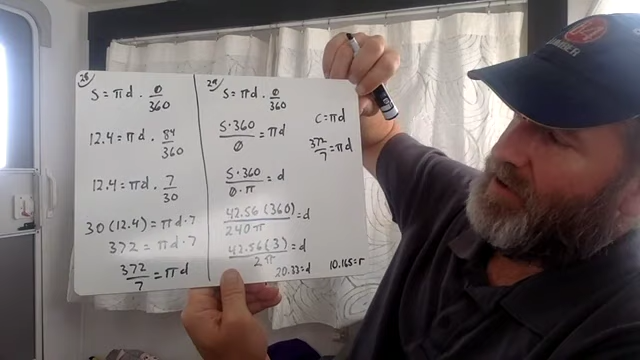 28
S = πd · Ø/360
12.4 = πd · 84/360
12.4 = πd · 7/30
30(12.4) = πd · 7
372 = πd · 7
372/7 = πd
29
S = πd · Ø/360
S·360/Ø = πd
S·360/Ø·π = d
42.56(360)/240π = d
42.56(3)/2π = d
20.33 = d
10.165 = r
C = πd
372/7 = πd